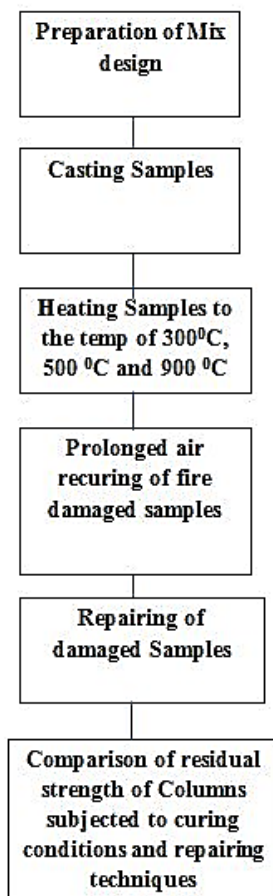 Preparation of Mix
design
Casting Samples
Heating Samples to
the temp of 300⁰C,
500 ⁰C and 900 ⁰C
Prolonged air
recuring of fire
damaged samples
Repairing of
damaged Samples
Comparison of residual
strength of Columns
subjected to curing
conditions and repairing
techniques